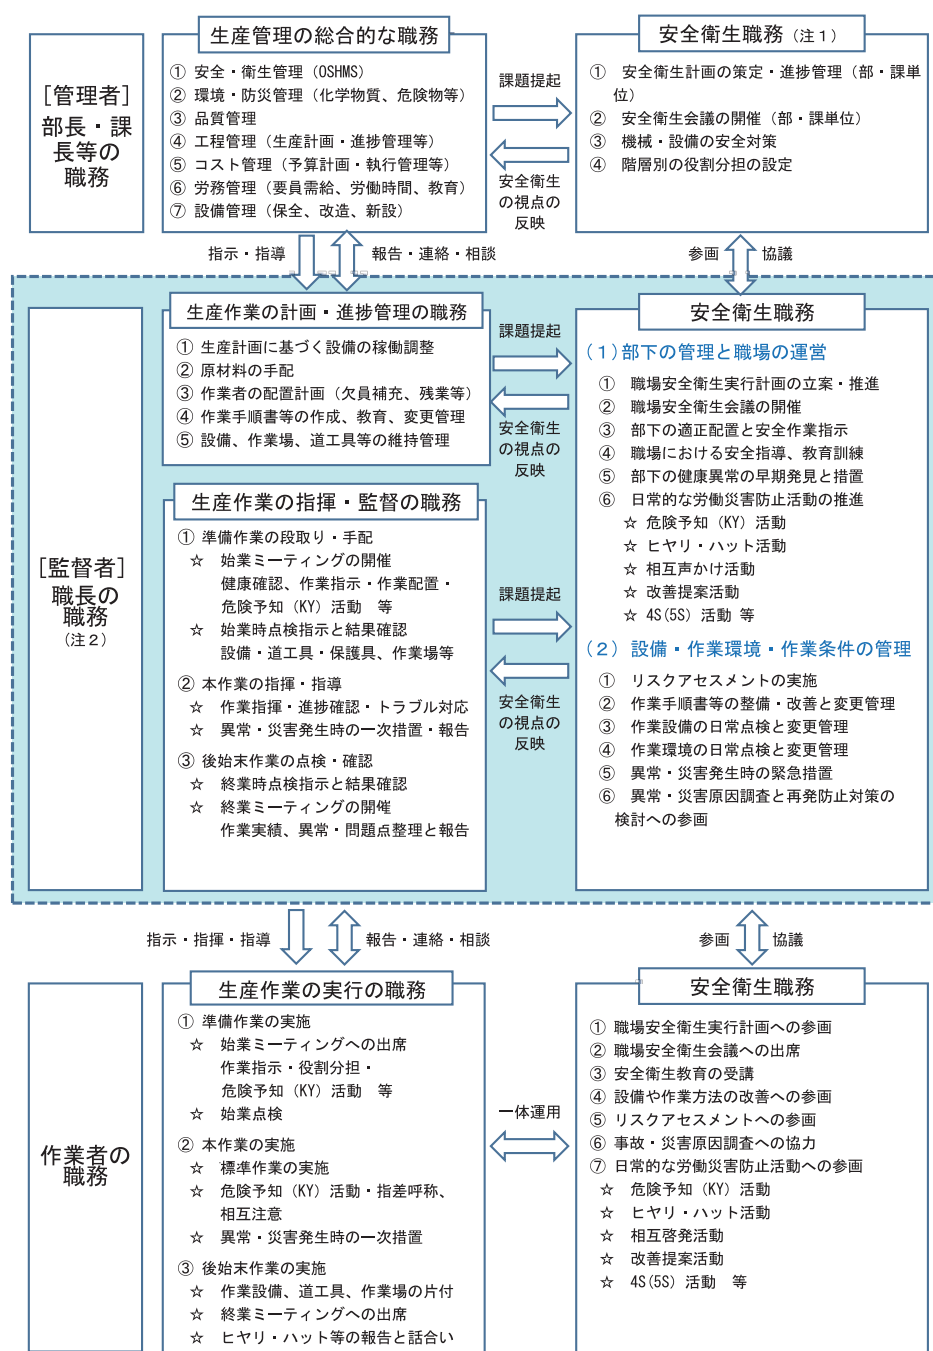 生産管理の総合的な職務
[管理者]
部長・課
長等の
職務
① 安全・衛生管理（OSHMS）
② 環境・防災管理（化学物質、危険物等）
③ 品質管理
④ 工程管理（生産計画・進捗管理等）
⑤ コスト管理（予算計画・執行管理等）
⑥ 労務管理（要員需給、労働時間、教育）
⑦ 設備管理（保全、改造、新設）
課題提起
安全衛生
の視点の
反映
安全衛生職務（注１）
① 安全衛生計画の策定・進捗管理（部・課単
位）
② 安全衛生会議の開催（部・課単位）
③ 機械・設備の安全対策
④ 階層別の役割分担の設定
指示・指導
報告・連絡・相談
参画
協議
[監督者]
職長の
職務
（注２）
生産作業の計画・進捗管理の職務
① 生産計画に基づく設備の稼働調整
② 原材料の手配
③ 作業者の配置計画（欠員補充、残業等）
④ 作業手順書等の作成、教育、変更管理
⑤ 設備、作業場、道工具等の維持管理
課題提起
安全衛生
の視点の
反映
生産作業の指揮・監督の職務
① 準備作業の段取り・手配
☆ 始業ミーティングの開催
健康確認、作業指示・作業配置・
危険予知（KY）活動 等
☆ 始業時点検指示と結果確認
設備・道工具・保護具、作業場等
② 本作業の指揮・指導
☆ 作業指揮・進捗確認・トラブル対応
☆ 異常・災害発生時の一次措置・報告
③ 後始末作業の点検・確認
☆ 終業時点検指示と結果確認
☆ 終業ミーティングの開催
作業実績、異常・問題点整理と報告
課題提起
安全衛生
の視点の
反映
安全衛生職務
（１）部下の管理と職場の運営
① 職場安全衛生実行計画の立案・推進
② 職場安全衛生会議の開催
③ 部下の適正配置と安全作業指示
④ 職場における安全指導、教育訓練
⑤ 部下の健康異常の早期発見と措置
⑥ 日常的な労働災害防止活動の推進
☆ 危険予知（KY）活動
☆ ヒヤリ・ハット活動
☆ 相互声かけ活動
☆ 改善提案活動
☆ 4S(5S）活動 等
（２）設備・作業環境・作業条件の管理
① リスクアセスメントの実施
② 作業手順書等の整備・改善と変更管理
③ 作業設備の日常点検と変更管理
④ 作業環境の日常点検と変更管理
⑤ 異常・災害発生時の緊急措置
⑥ 異常・災害原因調査と再発防止対策の
検討への参画
指示・指揮・指導
報告・連絡・相談
参画
協議
作業者の
職務
生産作業の実行の職務
① 準備作業の実施
☆ 始業ミーティングへの出席
作業指示・役割分担・
危険予知（KY）活動 等
☆ 始業点検
② 本作業の実施
☆ 標準作業の実施
☆ 危険予知（KY）活動・指差呼称、
相互注意
☆ 異常・災害発生時の一次措置
③ 後始末作業の実施
☆ 作業設備、道工具、作業場の片付
☆ 終業ミーティングへの出席
☆ ヒヤリ・ハット等の報告と話合い
一体運用
安全衛生職務
① 職場安全衛生実行計画への参画
② 職場安全衛生会議への出席
③ 安全衛生教育の受講
④ 設備や作業方法の改善への参画
⑤ リスクアセスメントへの参画
⑥ 事故・災害原因調査への協力
⑦ 日常的な労働災害防止活動への参画
☆ 危険予知（KY）活動
☆ ヒヤリ・ハット活動
☆ 相互啓発活動
☆ 改善提案活動
☆ 4S(5S）活動 等